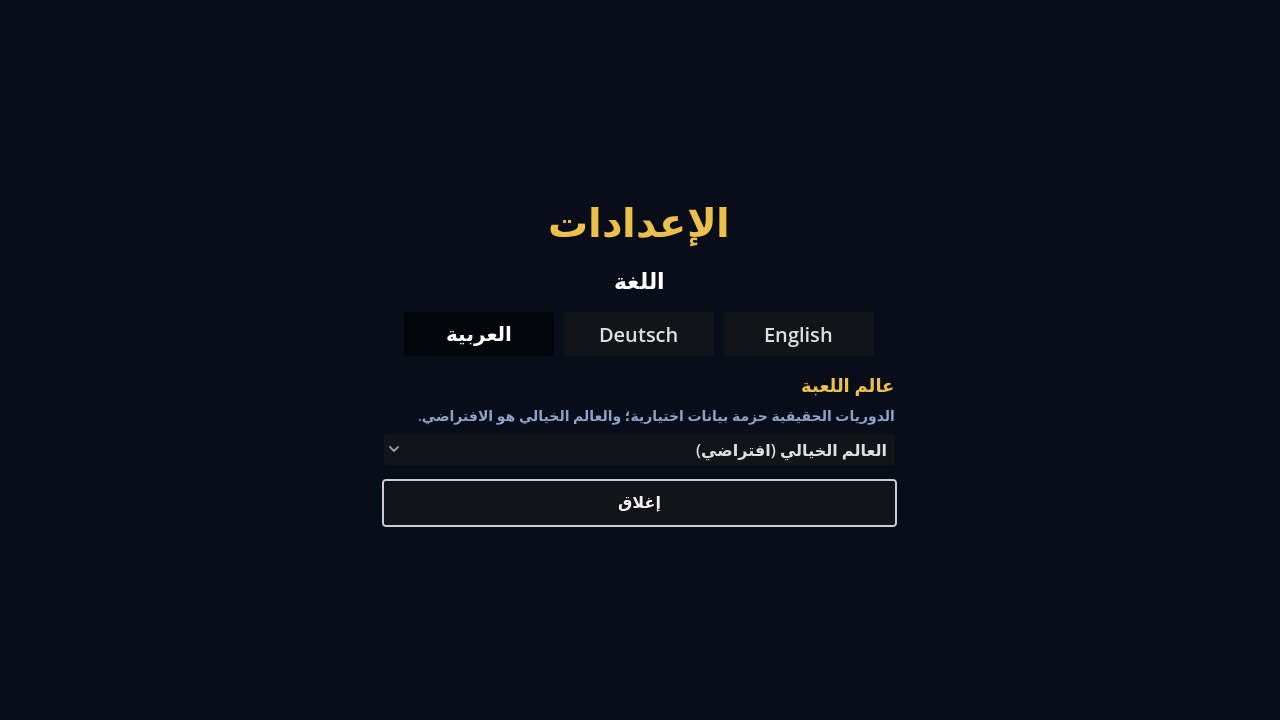 الإعدادات
اللغة
English Deutsch العربية
عالم اللعبة
الدوريات الحقيقية حزمة بيانات اختيارية؛ والعالم الخيالي هو الافتراضي.
العالم الخيالي (افتراضي)
إغلاق